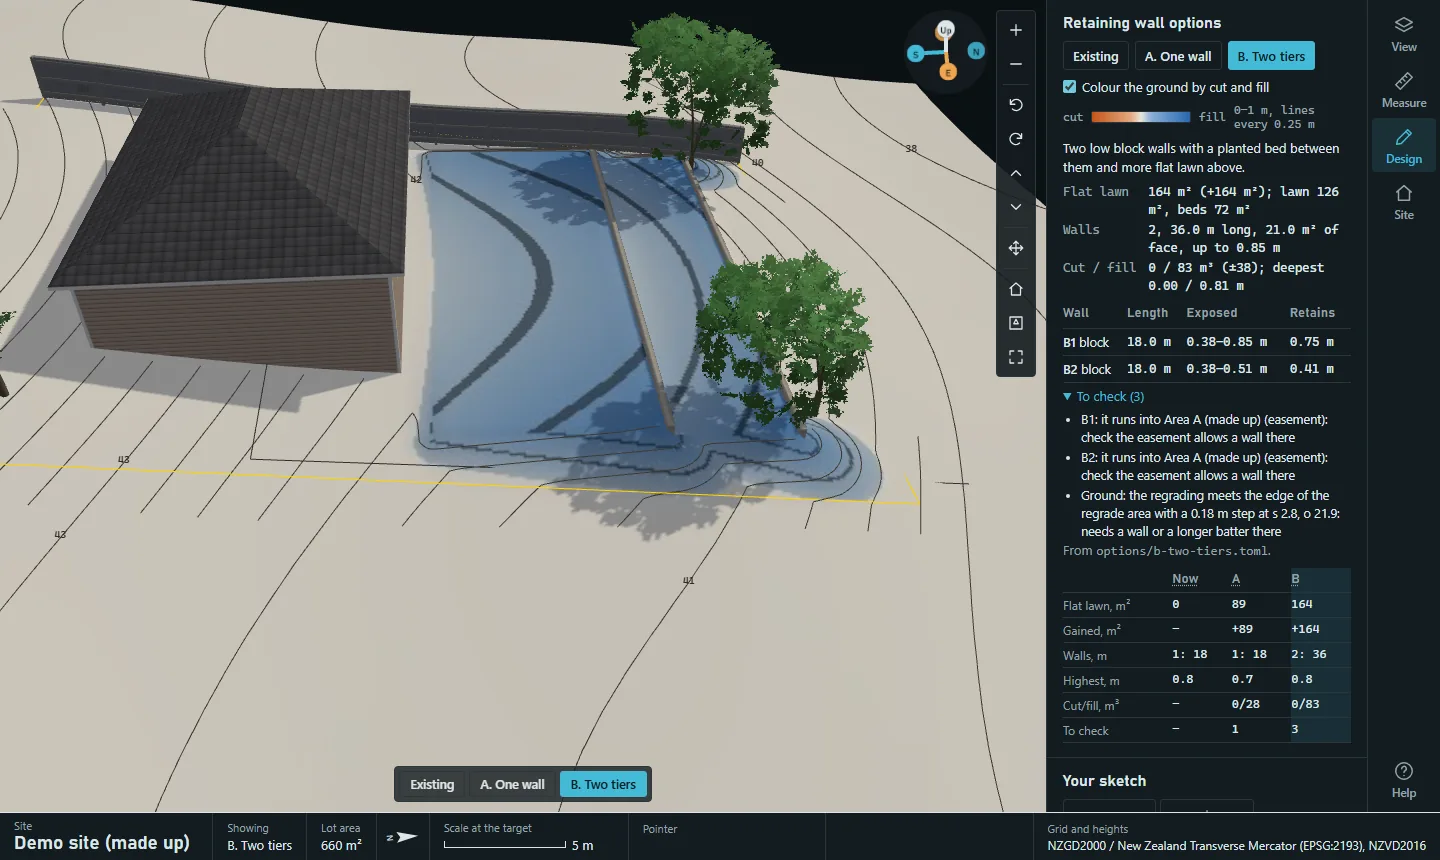 Up
S
N
E
42
40
38
43
43
41
Existing
A. One wall
B. Two tiers
Retaining wall options
Existing
A. One wall
B. Two tiers
Colour the ground by cut and fill
cut
fill
0–1 m, lines
every 0.25 m
Two low block walls with a planted bed between
them and more flat lawn above.
Flat lawn 164 m² (+164 m²); lawn 126
m², beds 72 m²
Walls 2, 36.0 m long, 21.0 m² of
face, up to 0.85 m
Cut / fill 0 / 83 m³ (±38); deepest
0.00 / 0.81 m
Wall Length Exposed Retains
B1 block 18.0 m 0.38–0.85 m 0.75 m
B2 block 18.0 m 0.38–0.51 m 0.41 m
To check (3)
• B1: it runs into Area A (made up) (easement):
check the easement allows a wall there
• B2: it runs into Area A (made up) (easement):
check the easement allows a wall there
• Ground: the regrading meets the edge of the
regrade area with a 0.18 m step at s 2.8, o 21.9:
needs a wall or a longer batter there
From options/b-two-tiers.toml.
Now A B
Flat lawn, m² 0 89 164
Gained, m² – +89 +164
Walls, m 1: 18 1: 18 2: 36
Highest, m 0.8 0.7 0.8
Cut/fill, m³ – 0/28 0/83
To check – 1 3
Your sketch
View
Measure
Design
Site
Help
Site
Demo site (made up)
Showing
B. Two tiers
Lot area
660 m²
N
Scale at the target
5 m
Pointer
Grid and heights
NZGD2000 / New Zealand Transverse Mercator (EPSG:2193), NZVD2016